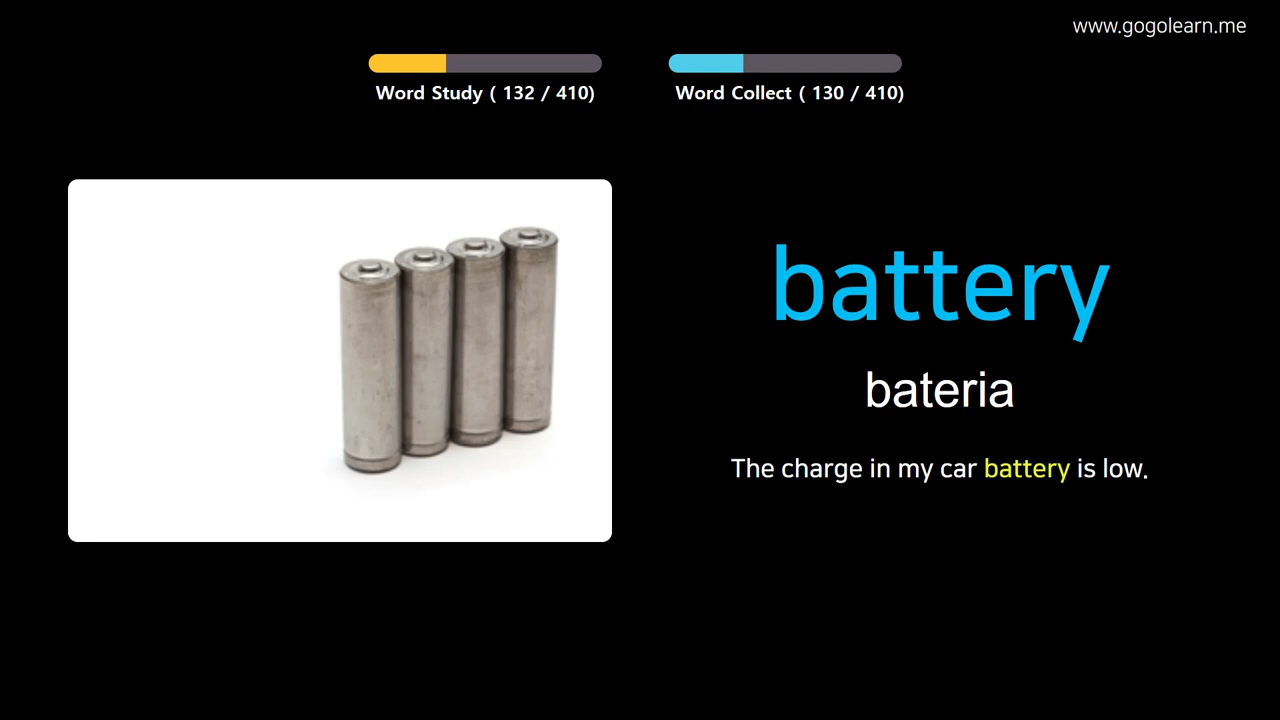 www.gogolearn.me
Word Study ( 132 / 410)
Word Collect ( 130 / 410)
battery
bateria
The charge in my car battery is low.